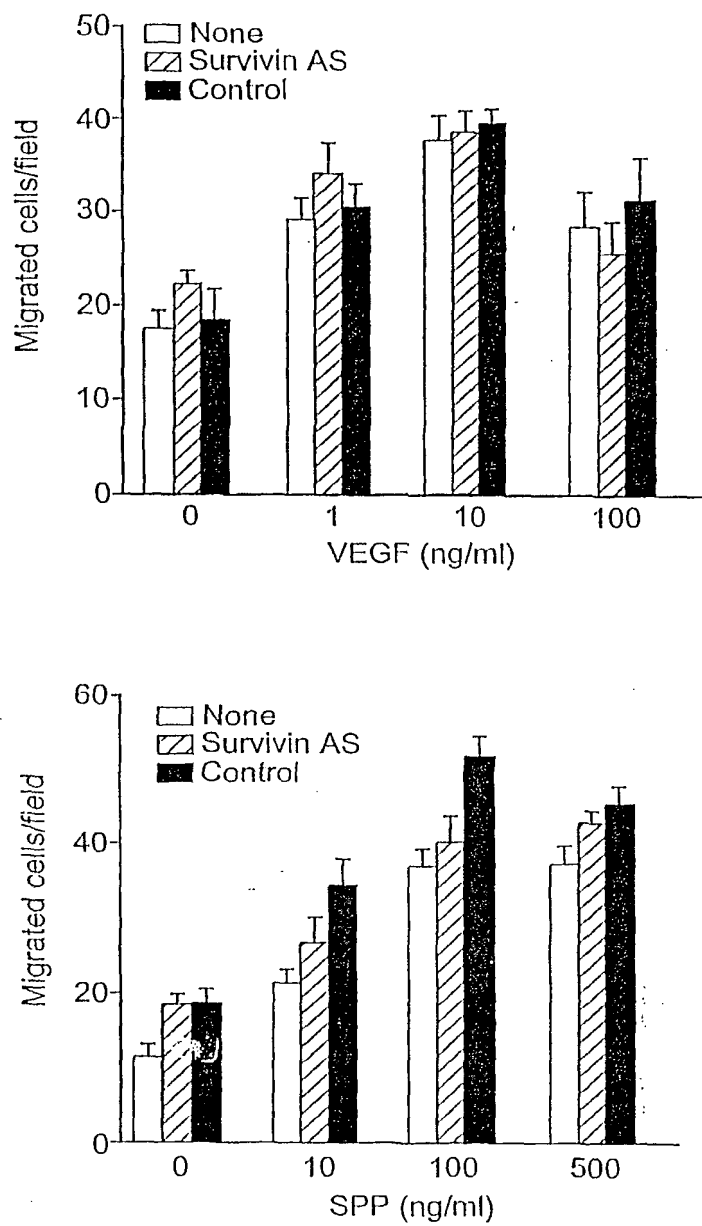 50
40
30
20
10
0
Migrated cells/field
None
Survivin AS
Control
0 1 10 100
VEGF (ng/ml)
60
40
20
0
Migrated cells/field
None
Survivin AS
Control
0 10 100 500
SPP (ng/ml)